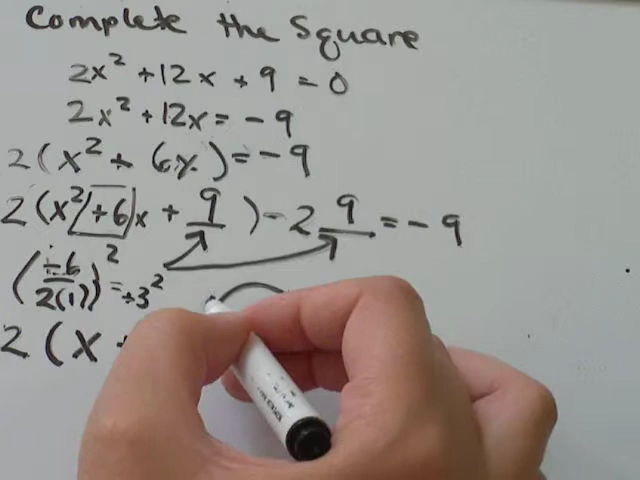 Complete the Square
2x² + 12x + 9 = 0
2x² + 12x = -9
2(x² + 6x) = -9
2(x² + 6x + 9) - 2 9 = -9
(+6/2(1))² = +3²
2(x +